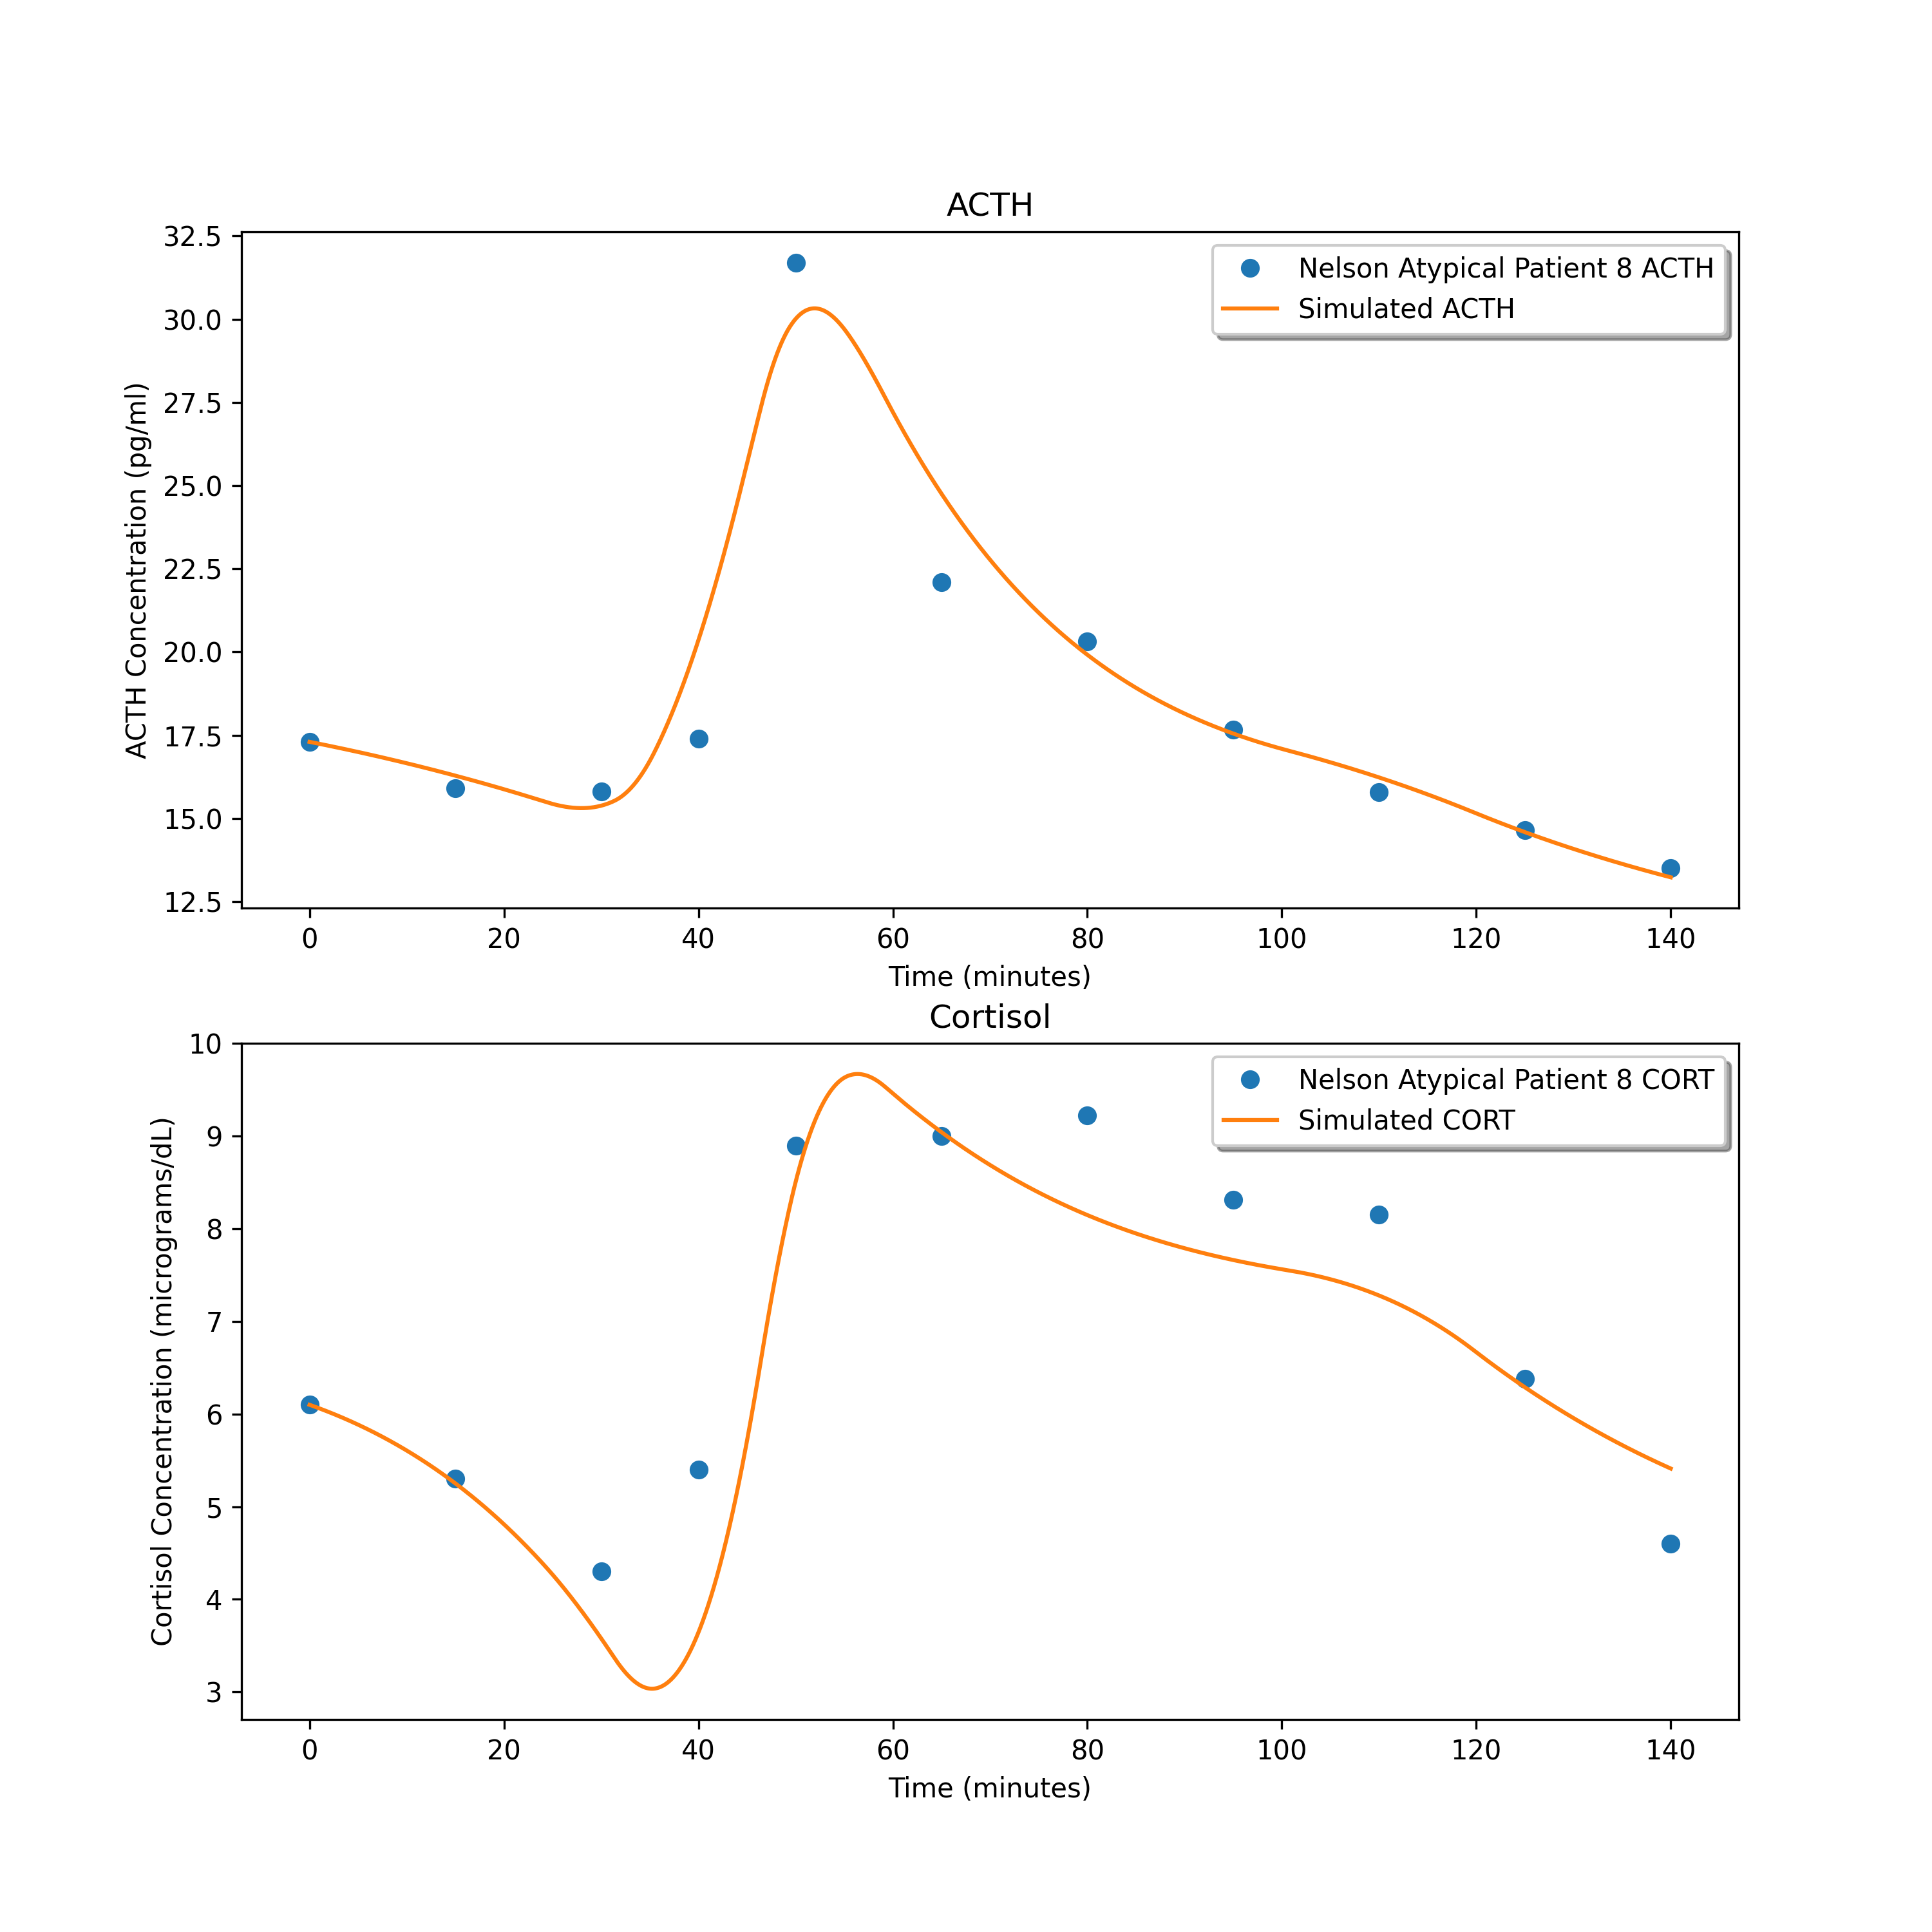 ACTH
32.5
30.0
27.5
25.0
22.5
20.0
17.5
15.0
12.5
ACTH Concentration (pg/ml)
Nelson Atypical Patient 8 ACTH
Simulated ACTH
0 20 40 60 80 100 120 140
Time (minutes)
Cortisol
10
9
8
7
6
5
4
3
Cortisol Concentration (micrograms/dL)
Nelson Atypical Patient 8 CORT
Simulated CORT
0 20 40 60 80 100 120 140
Time (minutes)